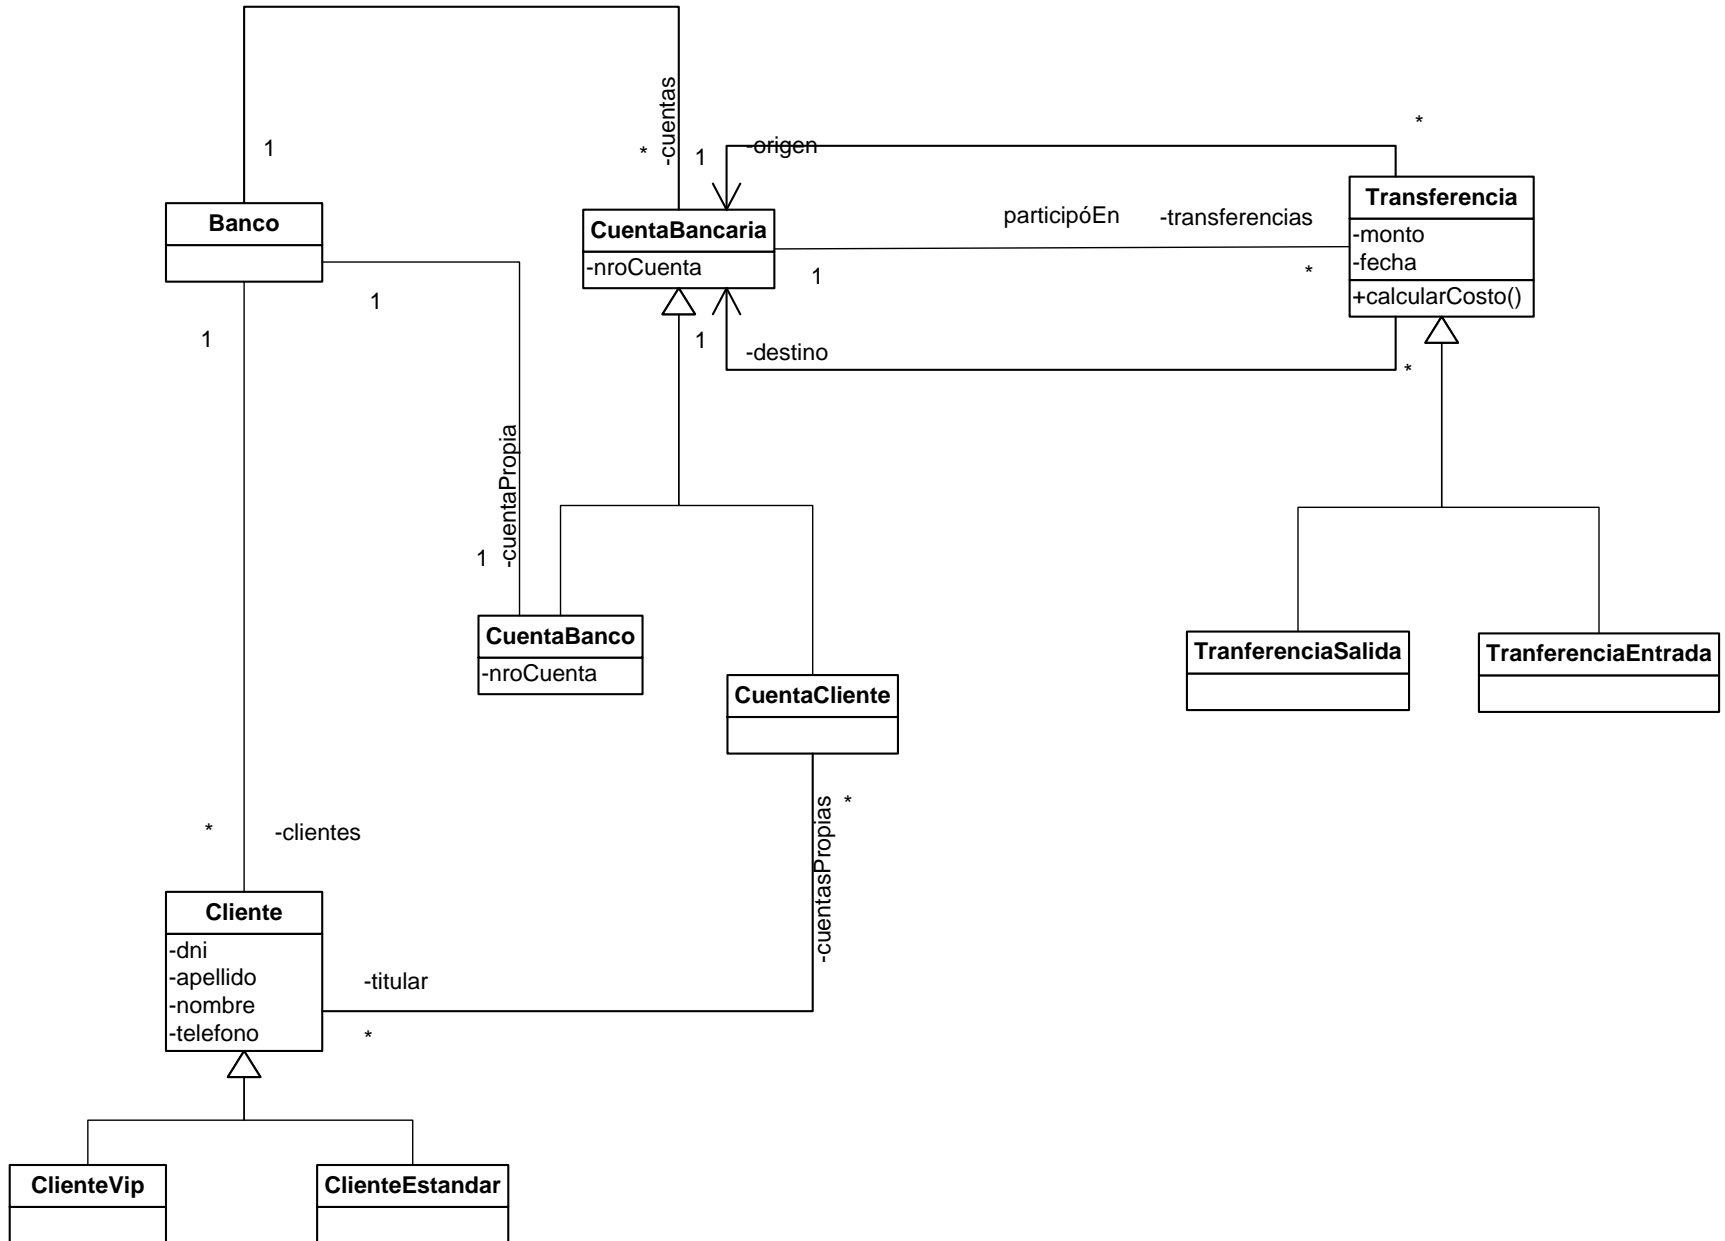 1
*
-cuentas
1
-origen
*
Banco
CuentaBancaria
-nroCuenta
participóEn
-transferencias
1
*
Transferencia
-monto
-fecha
+calcularCosto()
1
1
1
-destino
*
-cuentaPropia
1
CuentaBanco
-nroCuenta
CuentaCliente
TranferenciaSalida
TranferenciaEntrada
*
-clientes
-cuentasPropias
*
Cliente
-dni
-apellido
-nombre
-telefono
-titular
*
ClienteVip
ClienteEstandar